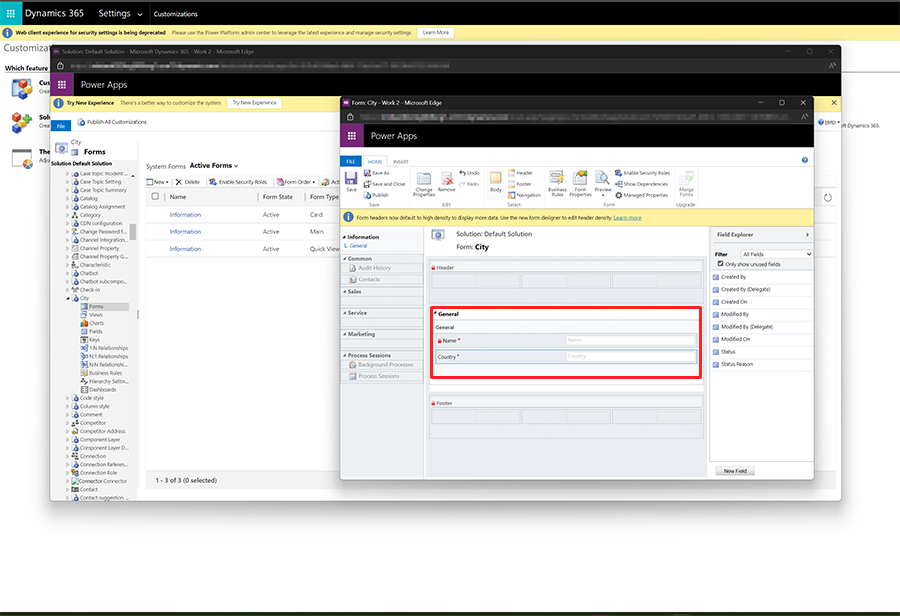 Dynamics 365 Settings Customizations
Web client experience for security settings is being deprecated Please use the Power Platform admin center to leverage the latest experience and manage security settings Learn More
Customiza
Which feature
Solution: Default Solution - Microsoft Dynamics 365 - Work 2 - Microsoft Edge
Power Apps
Try New Experience There's a better way to customize the system Try New Experience
File
Publish All Customizations
Help
City
Forms
Solution Default Solution
Case Topic Incident ...
Case Topic Setting
Case Topic Summary
Catalog
Catalog Assignment
Category
CDN configuration
Change Password f...
Channel Integration...
Channel Property
Channel Property G...
Characteristic
Chatbot
Chatbot subcompo...
Check-in
City
Forms
Views
Charts
Fields
Keys
1:N Relationships
N:1 Relationships
N:N Relationship...
Business Rules
Hierarchy Settin...
Dashboards
Code style
Column style
Comment
Competitor
Competitor Address
Component Layer
Component Layer D...
Connection
Connection Referen...
Connection Role
Connector Connector
Contact
Contact suggestion ...
System Forms Active Forms
New Delete Enable Security Roles Form Order
Name Form State Form Type
Information Active Card
Information Active Main
Information Active Quick View
1 - 3 of 3 (0 selected)
Form: City - Work 2 - Microsoft Edge
Power Apps
FILE HOME INSERT
Save
Save As
Save and Close
Publish
Save
Change Properties
Remove
Undo
Redo
Edit
Body
Header
Footer
Navigation
Select
Business Rules
Form Properties
Preview
Enable Security Roles
Show Dependencies
Managed Properties
Form
Merge Forms
Upgrade
Form headers now default to high density to display more data. Use the new form designer to edit header density. Learn more
Information
General
Common
Audit History
Contacts
Sales
Service
Marketing
Process Sessions
Background Processes
Process Sessions
Solution: Default Solution
Form: City
Header
General
General
Name * Name
Country * Country
Footer
Field Explorer
Filter All Fields
Only show unused fields
Created By
Created By (Delegate)
Created On
Modified By
Modified By (Delegate)
Modified On
Status
Status Reason
New Field
ft Dynamics 365.